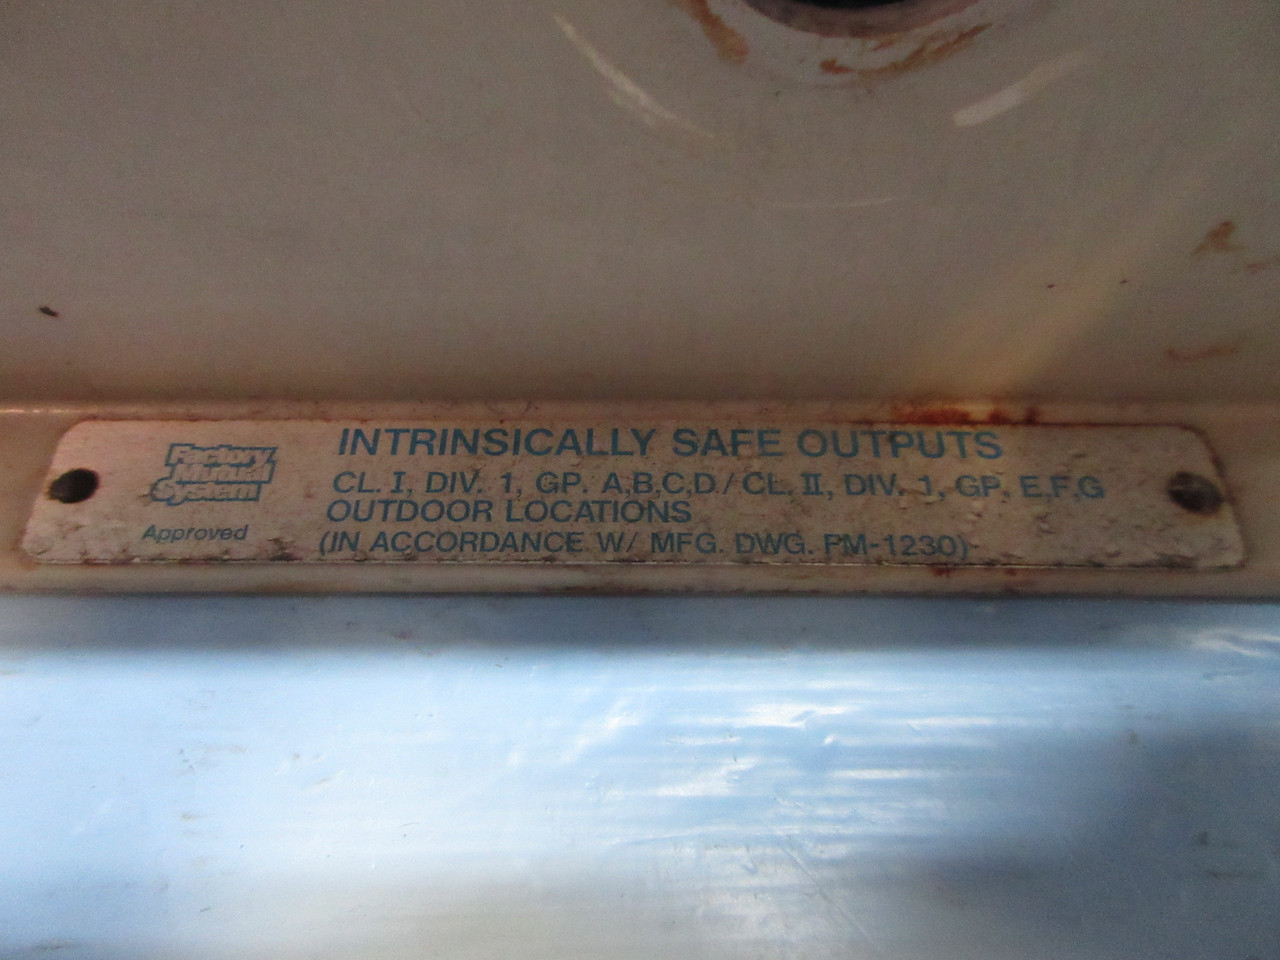 Factory
Mutual
System
Approved
INTRINSICALLY SAFE OUTPUTS
CL. I, DIV. 1, GP. A,B,C,D / CL. II, DIV. 1, GP. E,F,G
OUTDOOR LOCATIONS
(IN ACCORDANCE W/ MFG. DWG. PM-1230)